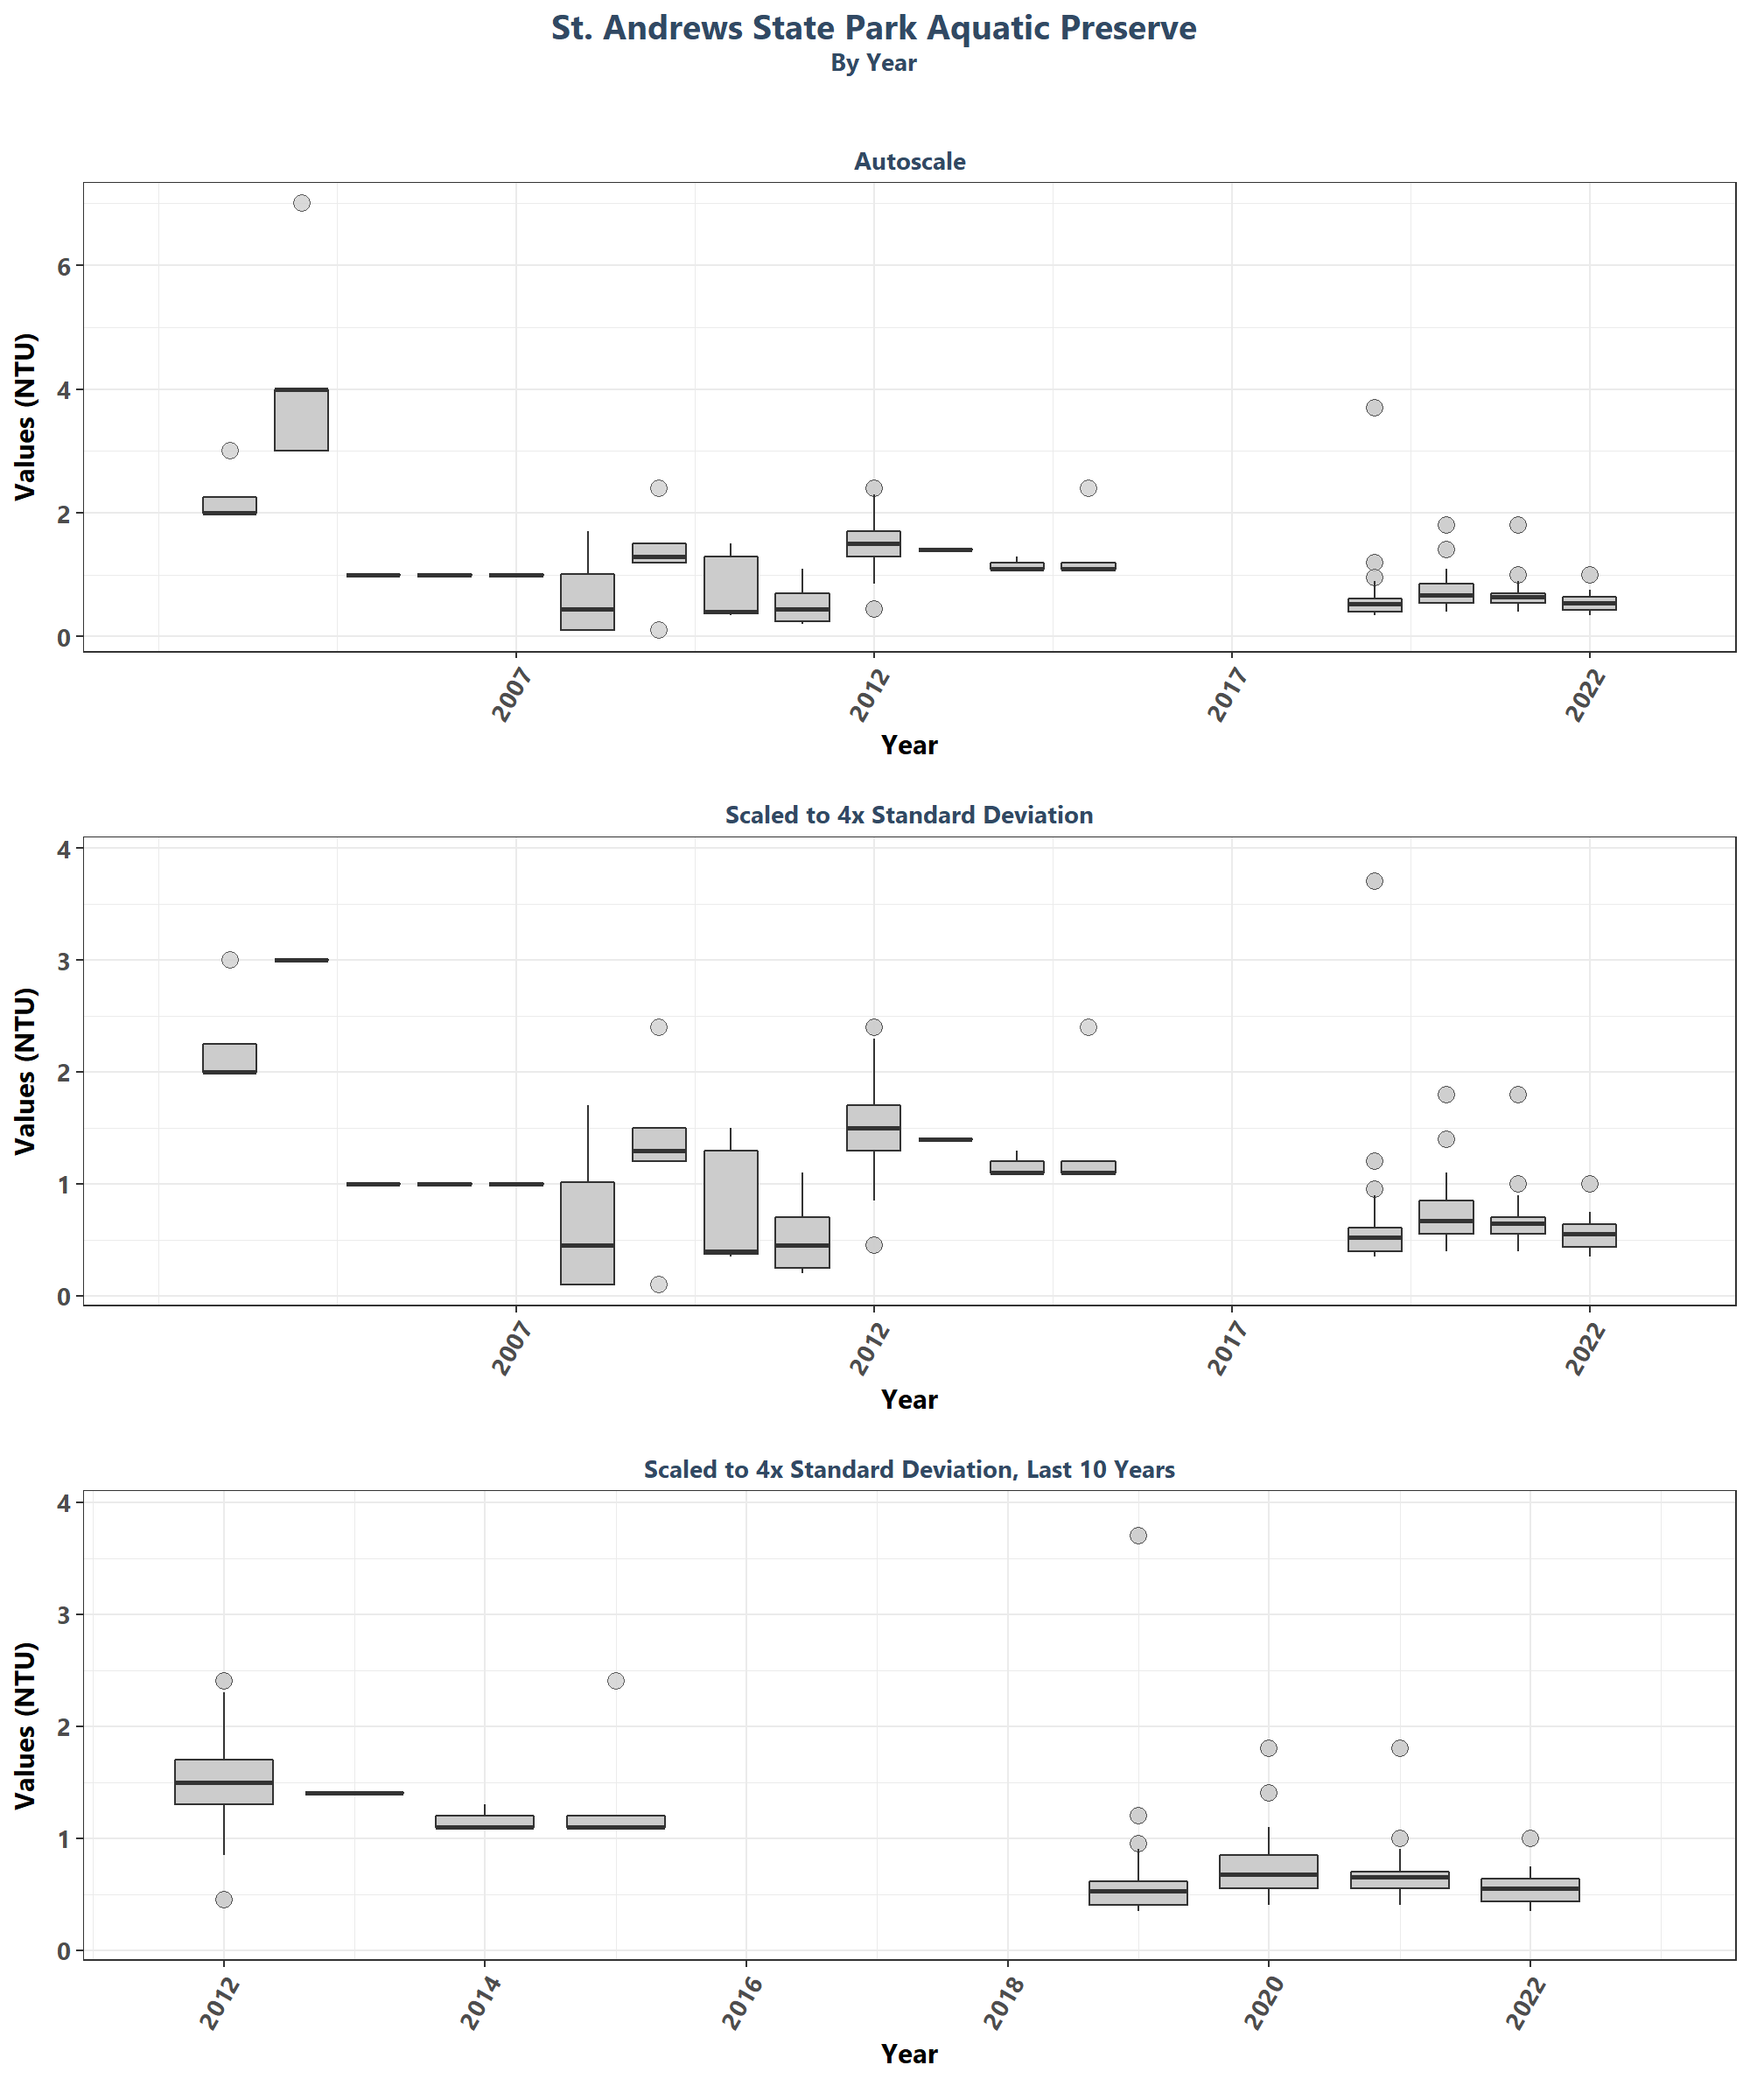 St. Andrews State Park Aquatic Preserve
By Year
Autoscale
Values (NTU)
6
4
2
0
2007
2012
2017
2022
Year
Scaled to 4x Standard Deviation
Values (NTU)
4
3
2
1
0
2007
2012
2017
2022
Year
Scaled to 4x Standard Deviation, Last 10 Years
Values (NTU)
4
3
2
1
0
2012
2014
2016
2018
2020
2022
Year